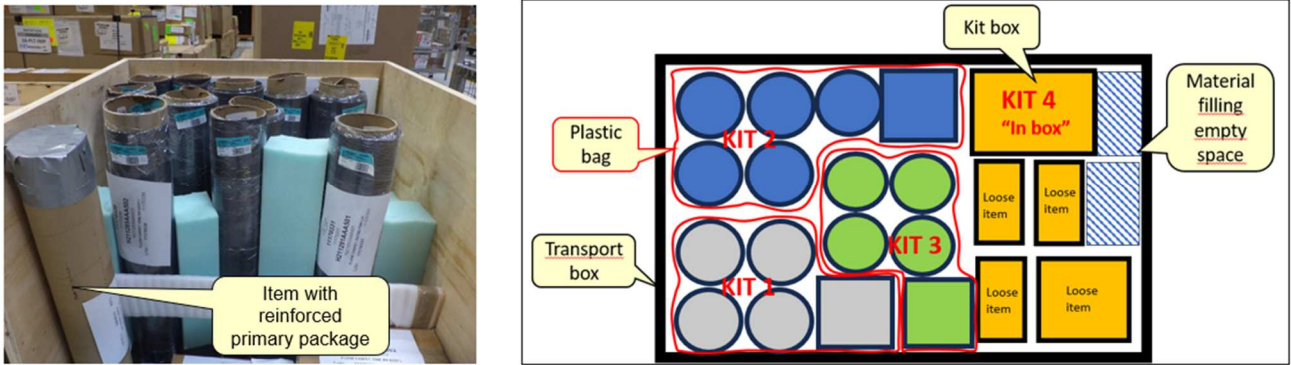 Item with
reinforced
primary package
Kit box
KIT 4
"In box"
Material
filling
empty
space
Plastic
bag
KIT 2
Loose
item
Loose
item
KIT 3
Transport
box
KIT 1
Loose
item
Loose
item